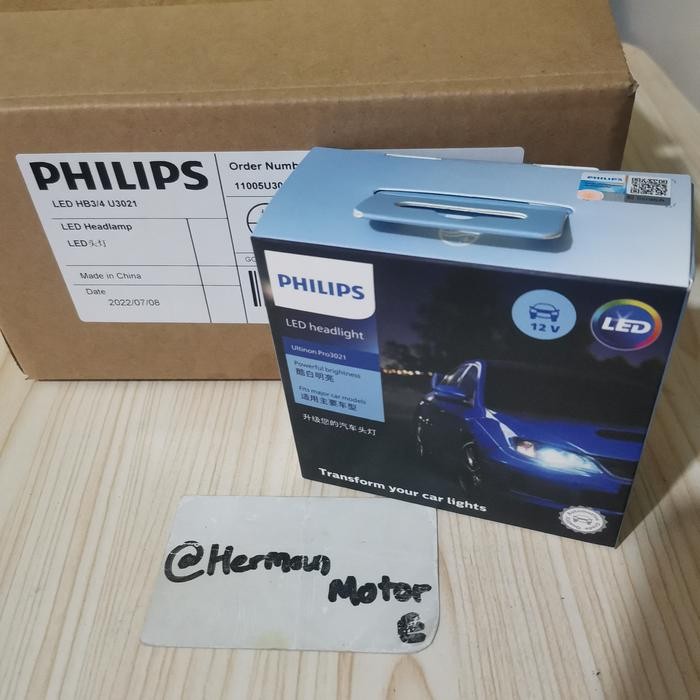 PHILIPS
LED HB3/4 U3021
LED Headlamp
LED头灯
Made in China
Date
2022/07/08
Order Numb
11005U30
PHILIPS
PHILIPS
LED headlight
Ultinon Pro3021
Powerful brightness
酷白明亮
Fits major car models
适用主要车型
升级您的汽车头灯
12 V
LED
Transform your car lights
@Hermoun
Motor